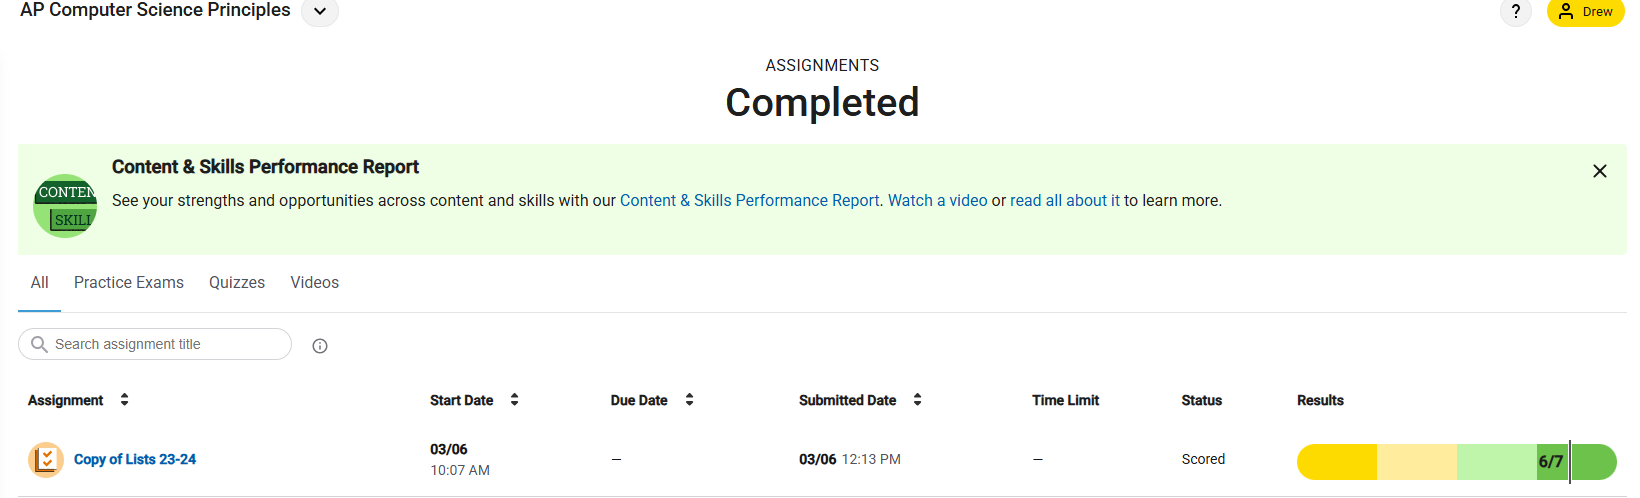 AP Computer Science Principles
?
Drew
ASSIGNMENTS
Completed
CONTEN
SKILL
Content & Skills Performance Report
See your strengths and opportunities across content and skills with our Content & Skills Performance Report. Watch a video or read all about it to learn more.
All Practice Exams Quizzes Videos
Search assignment title
Assignment Start Date Due Date Submitted Date Time Limit Status Results
Copy of Lists 23-24 03/06 10:07 AM — 03/06 12:13 PM — Scored 6/7